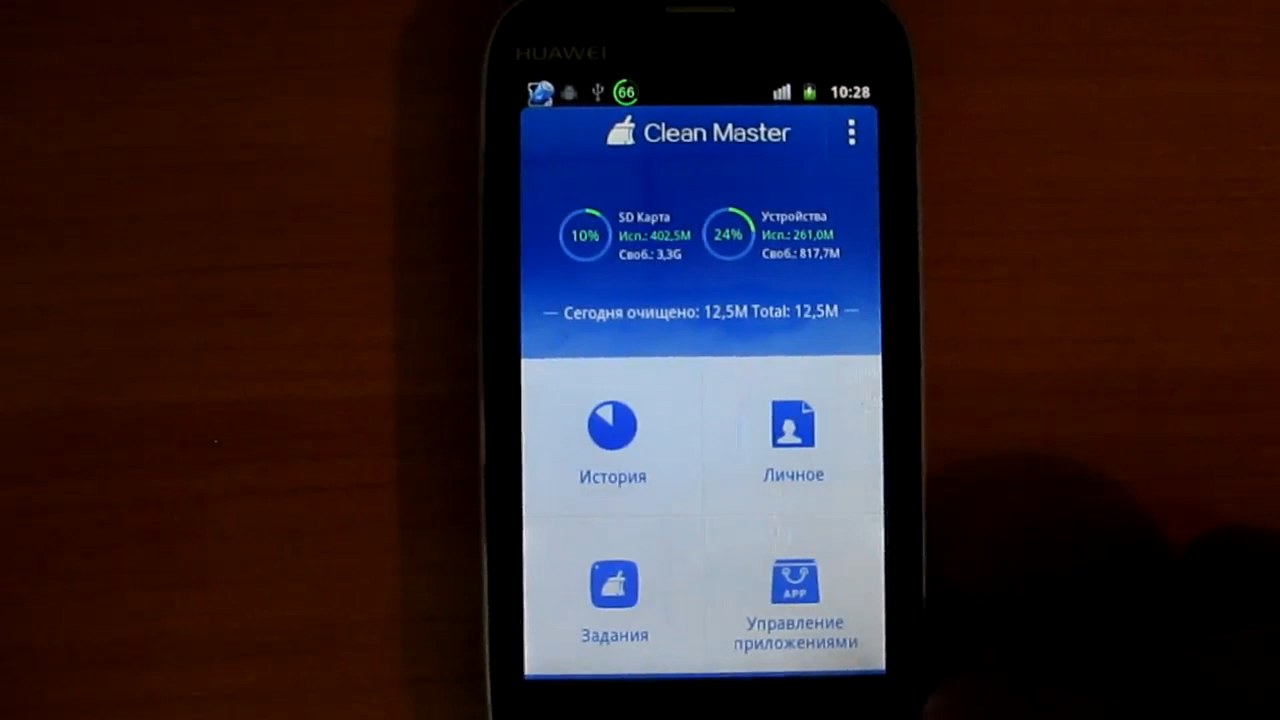 HUAWEI
66
10:28
Clean Master
10%
SD Карта
Исп.: 402,5M
Своб.: 3,3G
24%
Устройства
Исп.: 261,0M
Своб.: 817,7M
Сегодня очищено: 12,5M Total: 12,5M
История
Личное
Задания
APP
Управление
приложениями